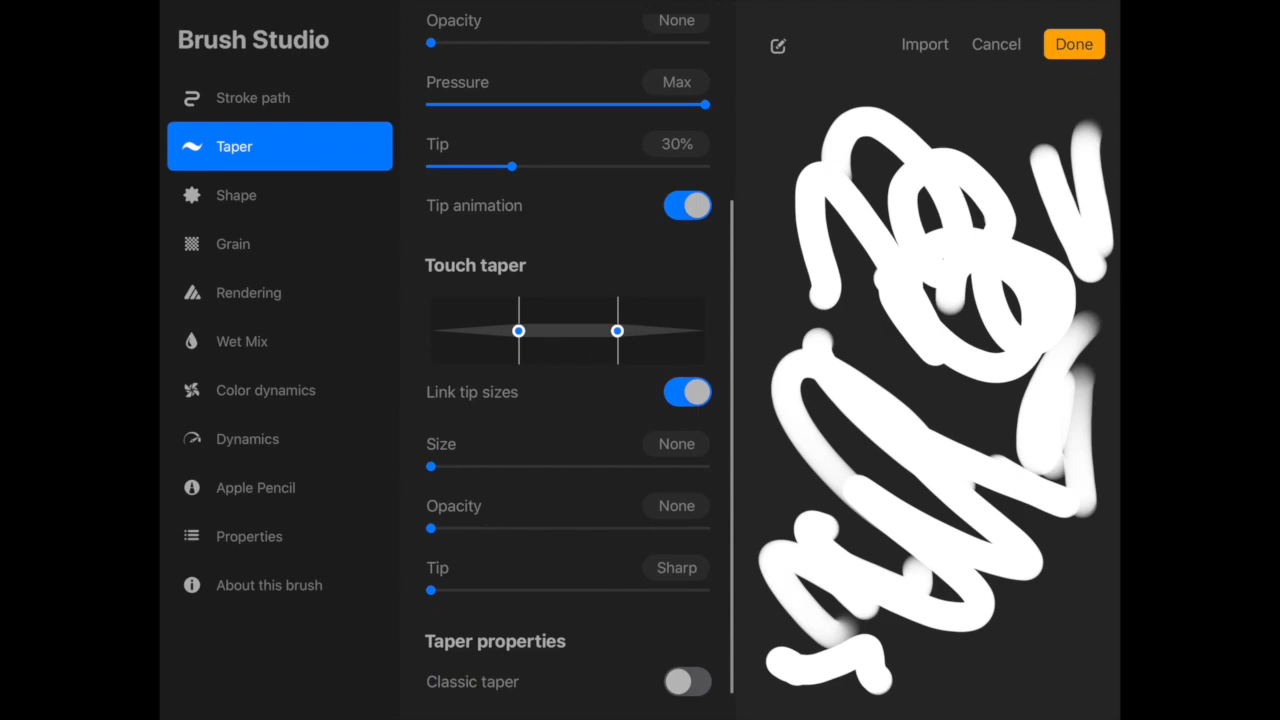 Brush Studio
Stroke path
Taper
Shape
Grain
Rendering
Wet Mix
Color dynamics
Dynamics
Apple Pencil
Properties
About this brush
Opacity None
Pressure Max
Tip 30%
Tip animation
Touch taper
Link tip sizes
Size None
Opacity None
Tip Sharp
Taper properties
Classic taper
Import Cancel Done